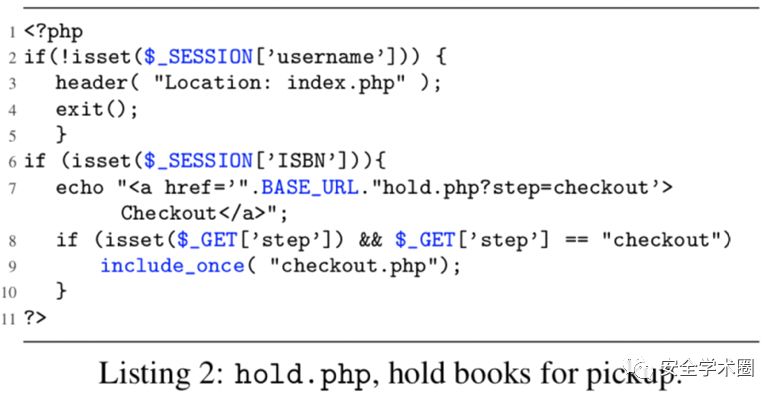 1 <?php
2 if(!isset($_SESSION['username'])) {
3 header( "Location: index.php" );
4 exit();
5 }
6 if (isset($_SESSION['ISBN'])){
7 echo "<a href='".BASE_URL."hold.php?step=checkout'>
Checkout</a>";
8 if (isset($_GET['step']) && $_GET['step'] == "checkout")
9 include_once( "checkout.php");
10 }
11 ?>
Listing 2: hold.php, hold books for pickup.
安全学术圈